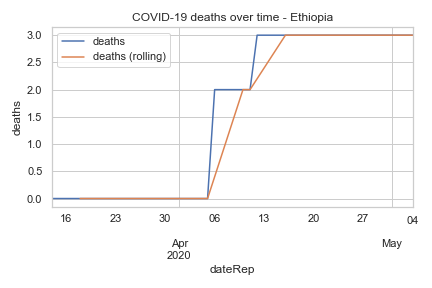 COVID-19 deaths over time - Ethiopia
deaths
deaths (rolling)
3.0
2.5
2.0
1.5
1.0
0.5
0.0
deaths
16 23 30 06 13 20 27 04
Apr May
2020
dateRep